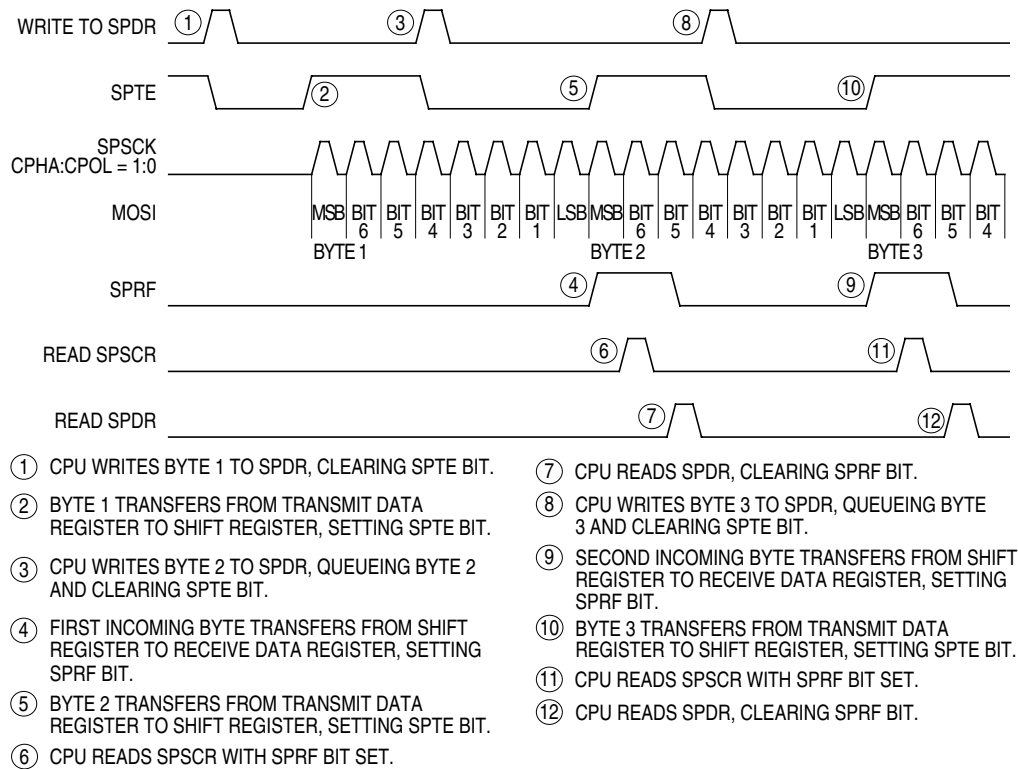 WRITE TO SPDR
1
3
8
SPTE
2
5
10
SPSCK
CPHA:CPOL = 1:0
MOSI
MSB BIT 6 BIT 5 BIT 4 BIT 3 BIT 2 BIT 1 LSB MSB BIT 6 BIT 5 BIT 4 BIT 3 BIT 2 BIT 1 LSB MSB BIT 6 BIT 5 BIT 4
BYTE 1
BYTE 2
BYTE 3
SPRF
4
9
READ SPSCR
6
11
READ SPDR
7
12
1 CPU WRITES BYTE 1 TO SPDR, CLEARING SPTE BIT.
2 BYTE 1 TRANSFERS FROM TRANSMIT DATA
REGISTER TO SHIFT REGISTER, SETTING SPTE BIT.
3 CPU WRITES BYTE 2 TO SPDR, QUEUEING BYTE 2
AND CLEARING SPTE BIT.
4 FIRST INCOMING BYTE TRANSFERS FROM SHIFT
REGISTER TO RECEIVE DATA REGISTER, SETTING
SPRF BIT.
5 BYTE 2 TRANSFERS FROM TRANSMIT DATA
REGISTER TO SHIFT REGISTER, SETTING SPTE BIT.
6 CPU READS SPSCR WITH SPRF BIT SET.
7 CPU READS SPDR, CLEARING SPRF BIT.
8 CPU WRITES BYTE 3 TO SPDR, QUEUEING BYTE
3 AND CLEARING SPTE BIT.
9 SECOND INCOMING BYTE TRANSFERS FROM SHIFT
REGISTER TO RECEIVE DATA REGISTER, SETTING
SPRF BIT.
10 BYTE 3 TRANSFERS FROM TRANSMIT DATA
REGISTER TO SHIFT REGISTER, SETTING SPTE BIT.
11 CPU READS SPSCR WITH SPRF BIT SET.
12 CPU READS SPDR, CLEARING SPRF BIT.